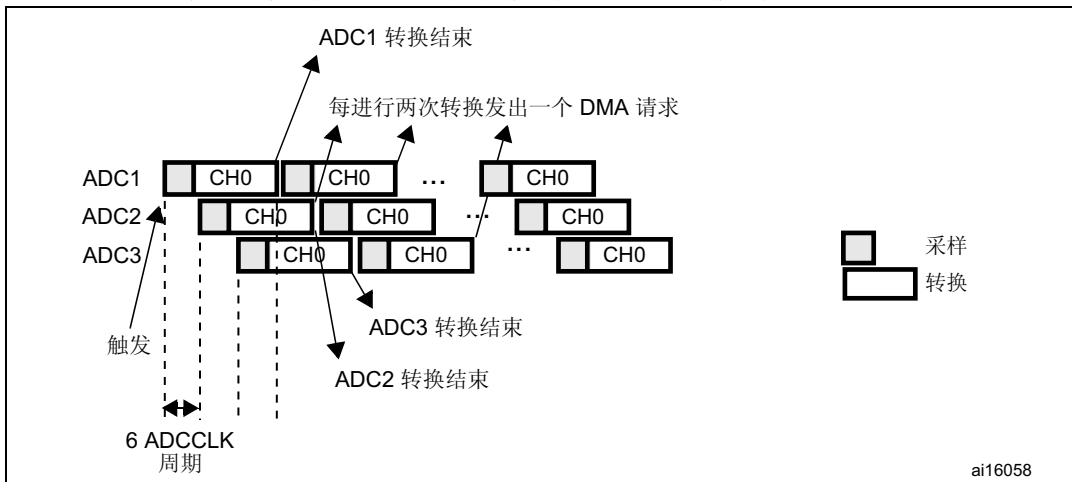 ADC1 转换结束
每进行两次转换发出一个 DMA 请求
ADC1
CH0
CH0
...
CH0
ADC2
CH0
CH0
...
CH0
ADC3
CH0
CH0
...
CH0
采样
转换
ADC3 转换结束
触发
ADC2 转换结束
6 ADCCLK
周期
ai16058